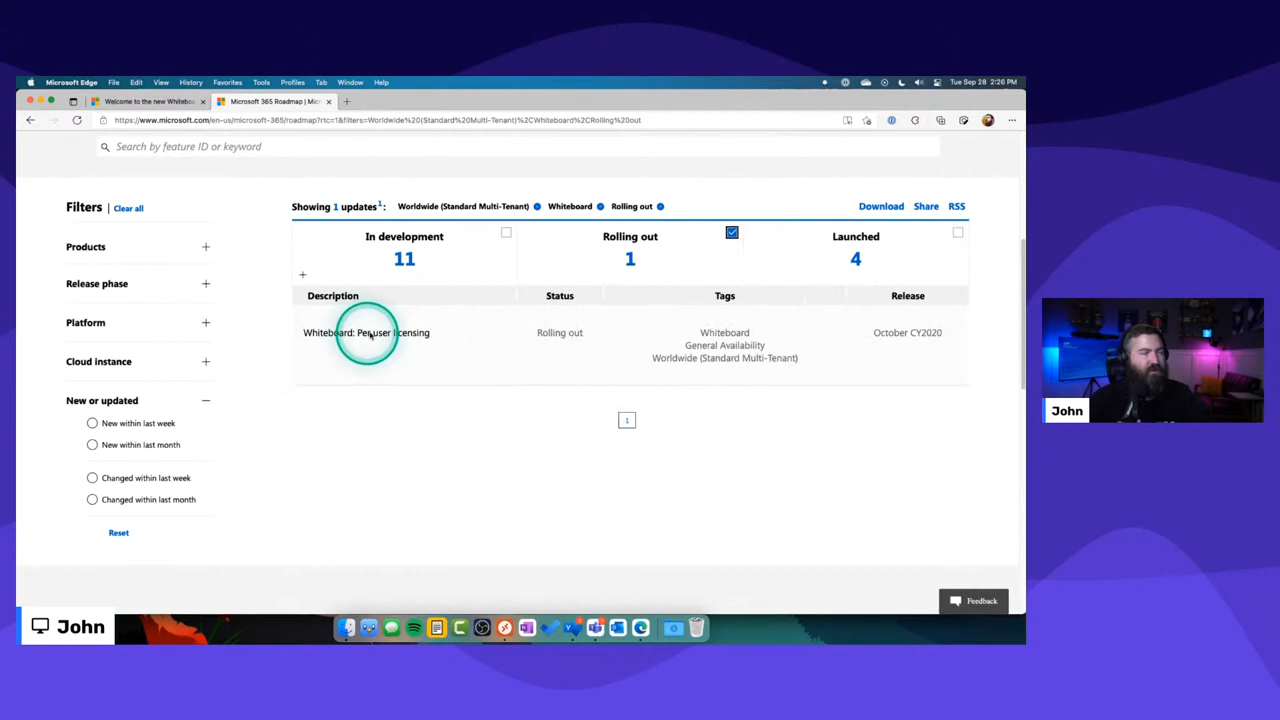 Microsoft Edge File Edit View History Favorites Tools Profiles Tab Window Help Tue Sep 28 2:26 PM
Welcome to the new Whiteboa
Microsoft 365 Roadmap | Micr
https://www.microsoft.com/en-us/microsoft-365/roadmap?rtc=1&filters=Worldwide%20(Standard%20Multi-Tenant)%2CWhiteboard%2CRolling%20out
Search by feature ID or keyword
Filters | Clear all
Products
Release phase
Platform
Cloud instance
New or updated
New within last week
New within last month
Changed within last week
Changed within last month
Reset
Showing 1 updates1: Worldwide (Standard Multi-Tenant) Whiteboard Rolling out
Download Share RSS
In development
11
Rolling out
1
Launched
4
Description Status Tags Release
Whiteboard: Per user licensing
Rolling out
Whiteboard
General Availability
Worldwide (Standard Multi-Tenant)
October CY2020
1
Feedback
John
John